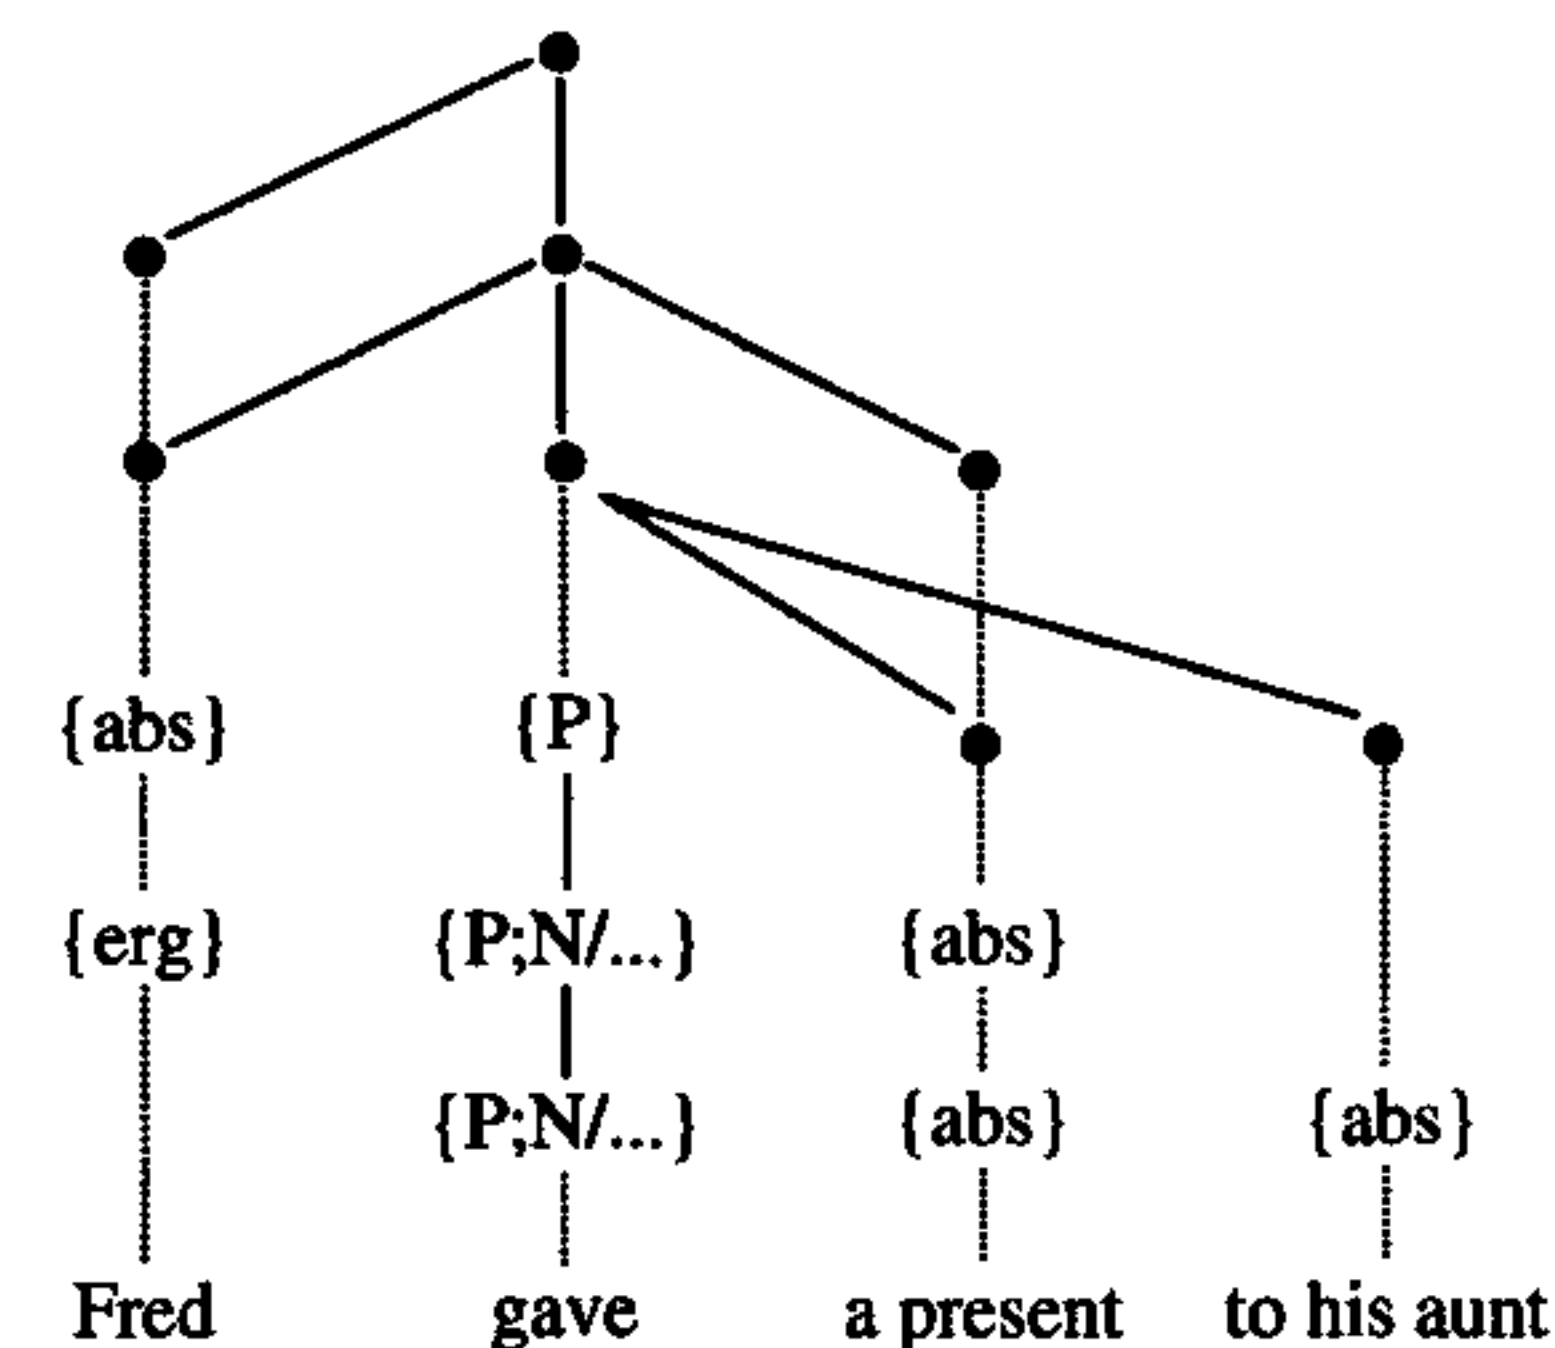 {abs} {P}
{erg} {P;N/...} {abs}
{P;N/...} {abs} {abs}
Fred gave a present to his aunt